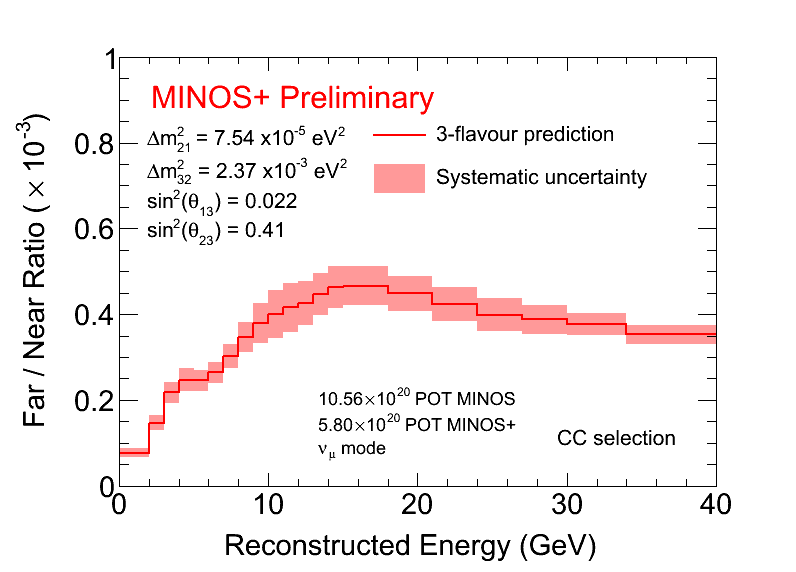 MINOS+ Preliminary
Δm²₂₁ = 7.54 x10⁻⁵ eV²
Δm²₃₂ = 2.37 x10⁻³ eV²
sin²(θ₁₃) = 0.022
sin²(θ₂₃) = 0.41
3-flavour prediction
Systematic uncertainty
10.56×10²⁰ POT MINOS
5.80×10²⁰ POT MINOS+
ν_μ mode
CC selection
Far / Near Ratio ( × 10⁻³)
1
0.8
0.6
0.4
0.2
0
0 10 20 30 40
Reconstructed Energy (GeV)